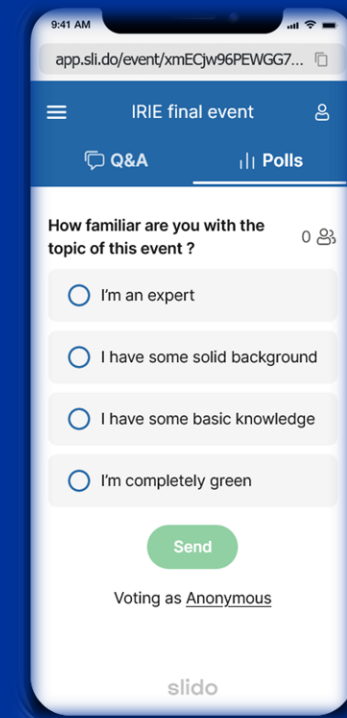 9:41 AM
app.sli.do/event/xmECjw96PEWGG7...
IRIE final event
Q&A
Polls
How familiar are you with the
topic of this event ?
0
I'm an expert
I have some solid background
I have some basic knowledge
I'm completely green
Send
Voting as Anonymous
slido